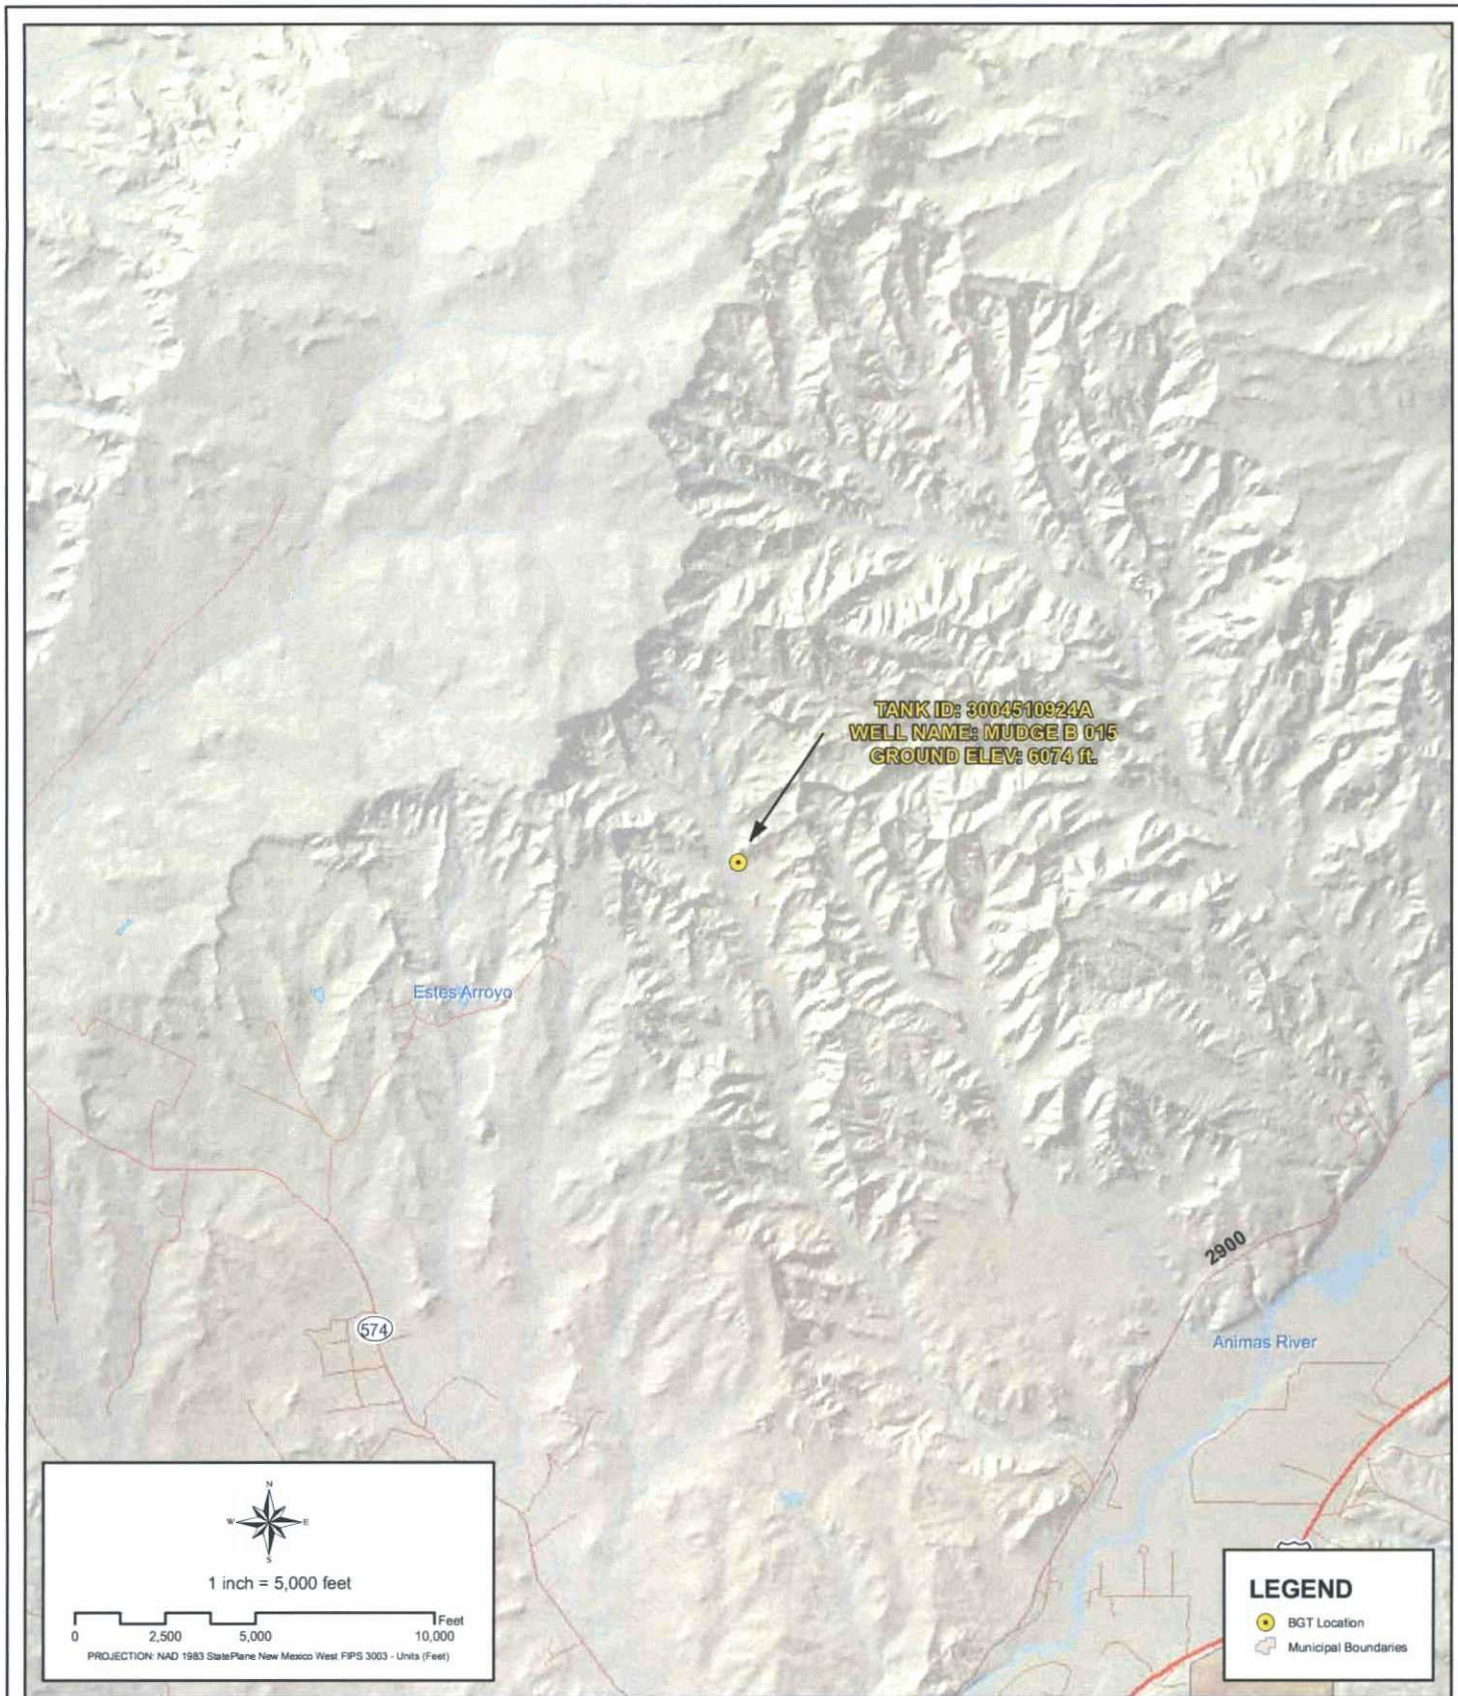 TANK ID: 3004510924A
WELL NAME: MUDGE B 015
GROUND ELEV: 6074 ft.
Estes Arroyo
2900
574
Animas River
N
W E
S
1 inch = 5,000 feet
Feet
0 2,500 5,000 10,000
PROJECTION: NAD 1983 StatePlane New Mexico West FIPS 3003 - Units (Feet)
LEGEND
BGT Location
Municipal Boundaries